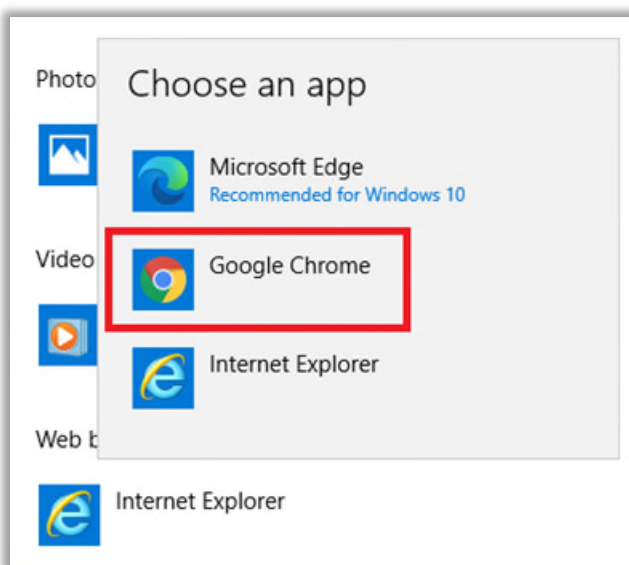 Photo
Choose an app
Microsoft Edge
Recommended for Windows 10
Video
Google Chrome
Internet Explorer
Web b
Internet Explorer